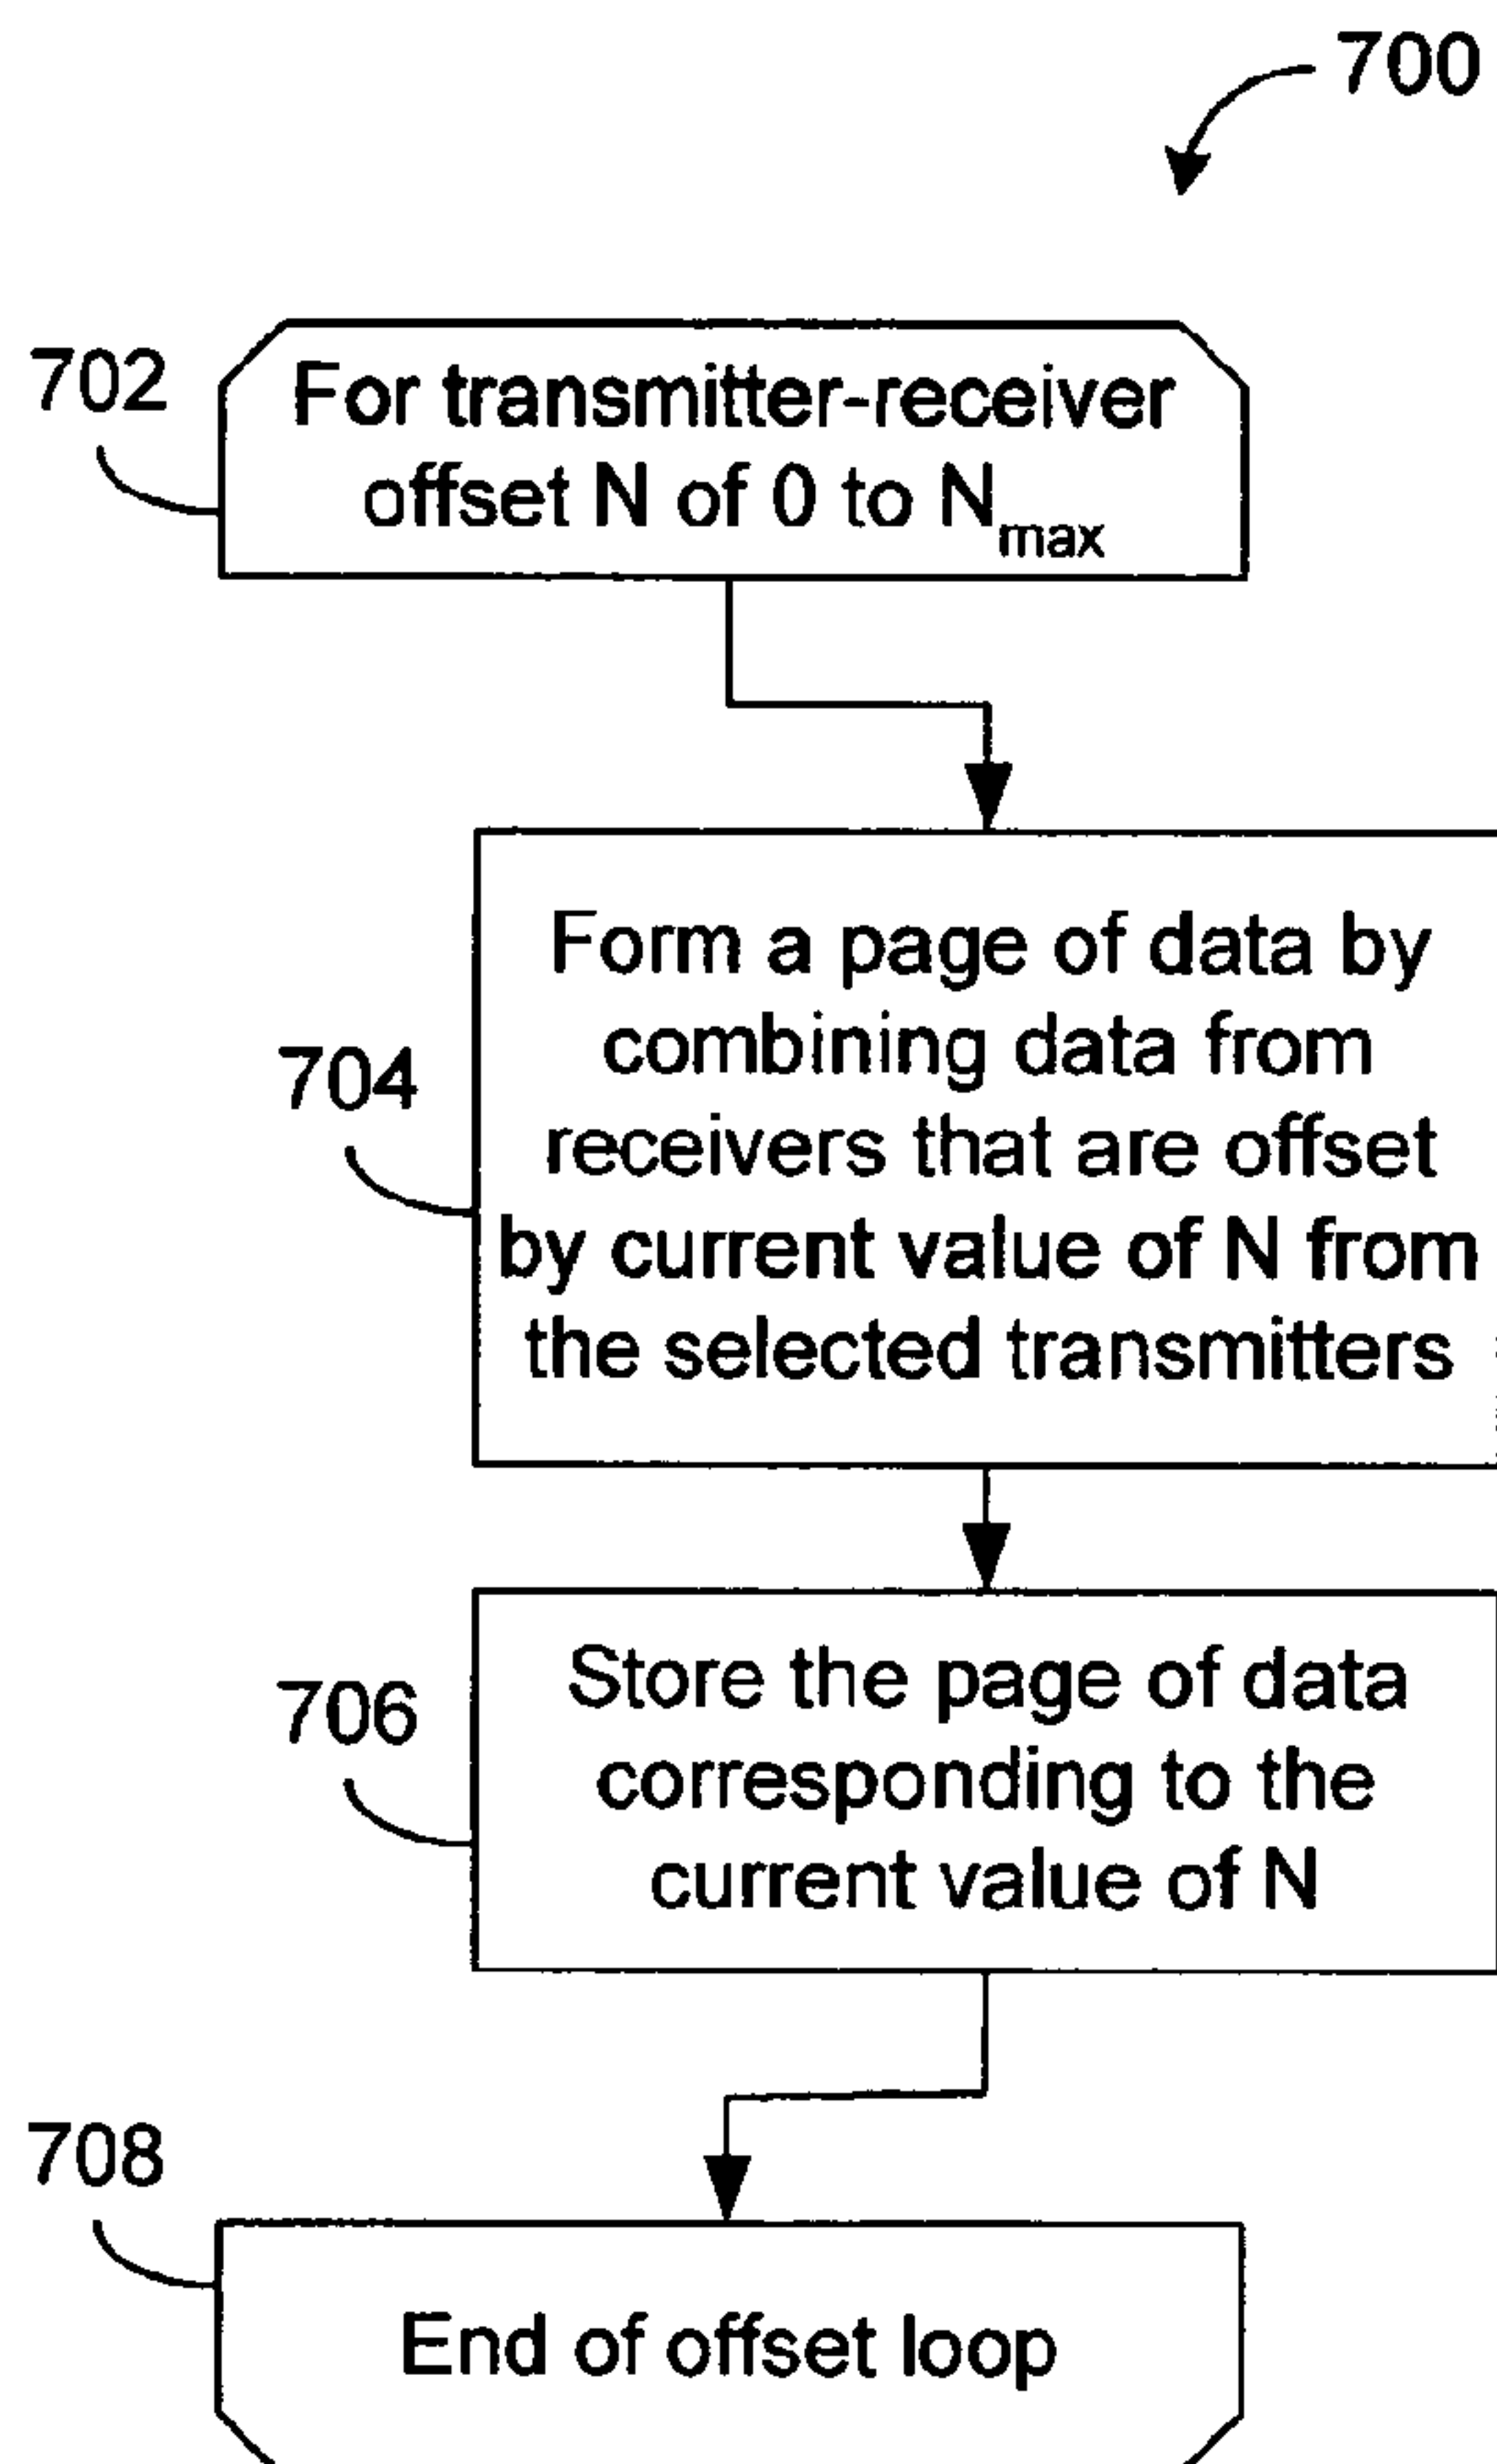 700
702
For transmitter-receiver
offset N of 0 to Nmax
704
Form a page of data by
combining data from
receivers that are offset
by current value of N from
the selected transmitters
706
Store the page of data
corresponding to the
current value of N
708
End of offset loop